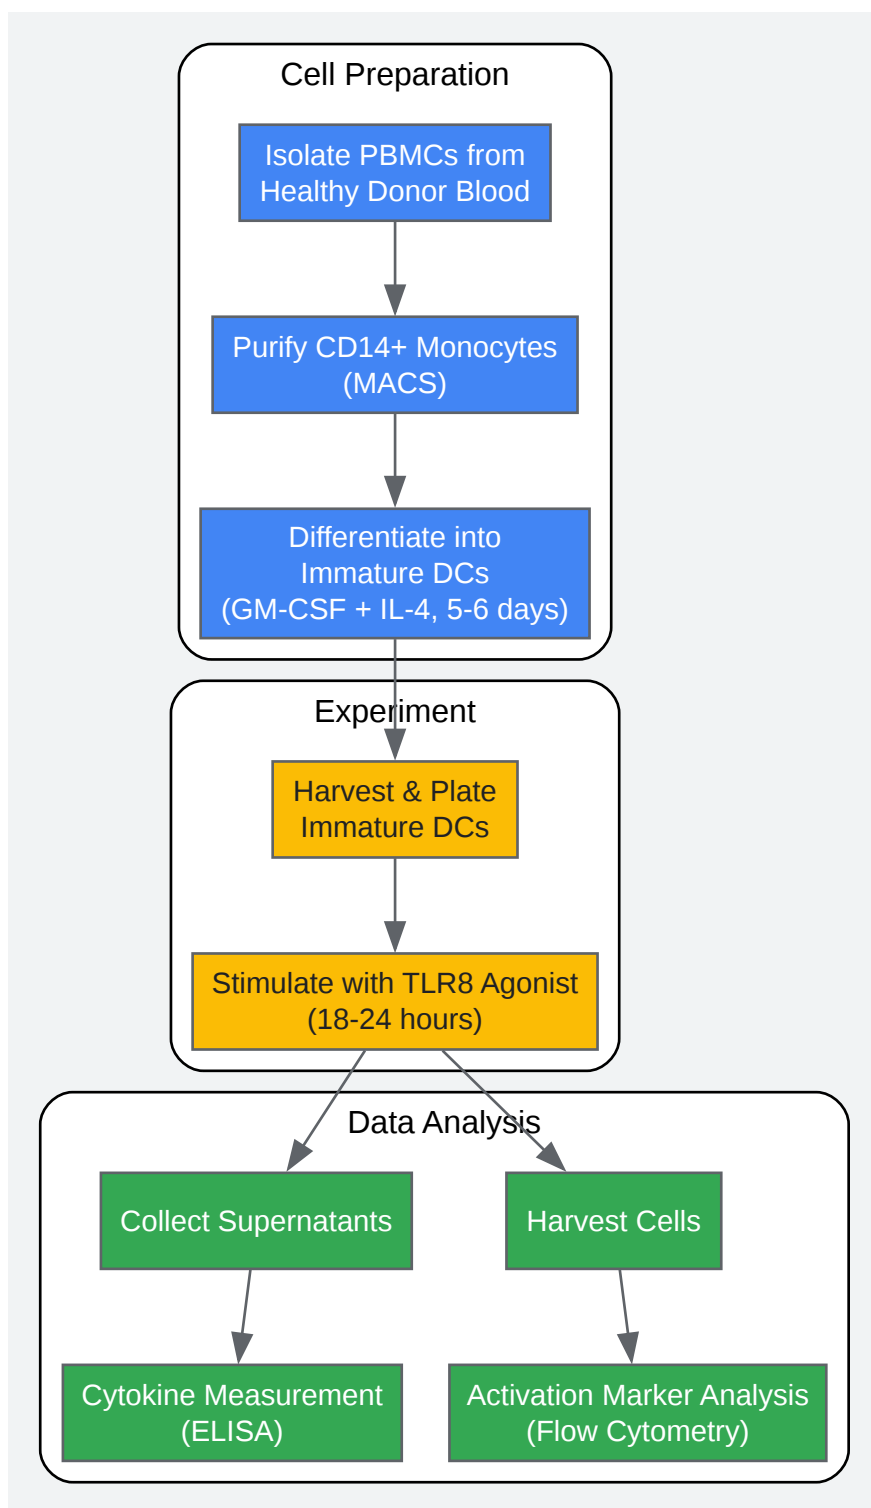 Cell Preparation
Isolate PBMCs from
Healthy Donor Blood
Purify CD14+ Monocytes
(MACS)
Differentiate into
Immature DCs
(GM-CSF + IL-4, 5-6 days)
Experiment
Harvest & Plate
Immature DCs
Stimulate with TLR8 Agonist
(18-24 hours)
Data Analysis
Collect Supernatants
Harvest Cells
Cytokine Measurement
(ELISA)
Activation Marker Analysis
(Flow Cytometry)